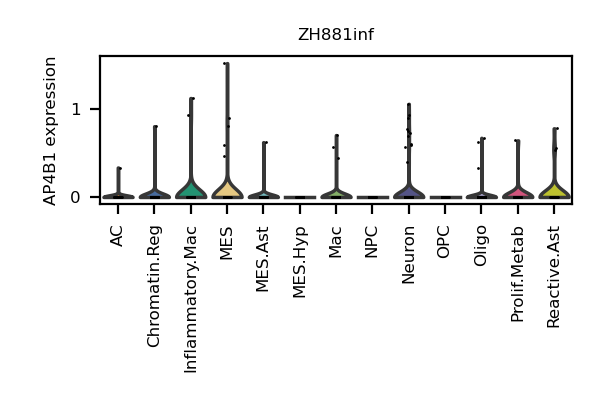 ZH881inf
AP4B1 expression
1
0
AC
Chromatin.Reg
Inflammatory.Mac
MES
MES.Ast
MES.Hyp
Mac
NPC
Neuron
OPC
Oligo
Prolif.Metab
Reactive.Ast